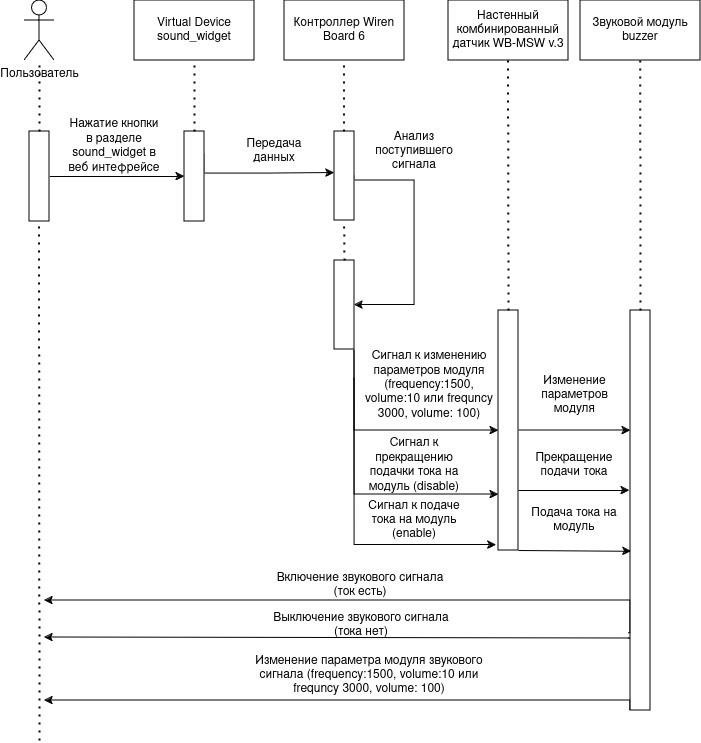 Пользователь
Virtual Device
sound_widget
Контроллер Wiren
Board 6
Настенный
комбинированный
датчик WB-MSW v.3
Звуковой модуль
buzzer
Нажатие кнопки
в разделе
sound_widget в
веб интефрейсе
Передача
данных
Анализ
поступившего
сигнала
Сигнал к изменению
параметров модуля
(frequency:1500,
volume:10 или frequncy
3000, volume: 100)
Изменение
параметров
модуля
Сигнал к
прекращению
подачки тока на
модуль (disable)
Прекращение
подачи тока
Сигнал к подаче
тока на модуль
(enable)
Подача тока на
модуль
Включение звукового сигнала
(ток есть)
Выключение звукового сигнала
(тока нет)
Изменение параметра модуля звукового
сигнала (frequency:1500, volume:10 или
frequncy 3000, volume: 100)